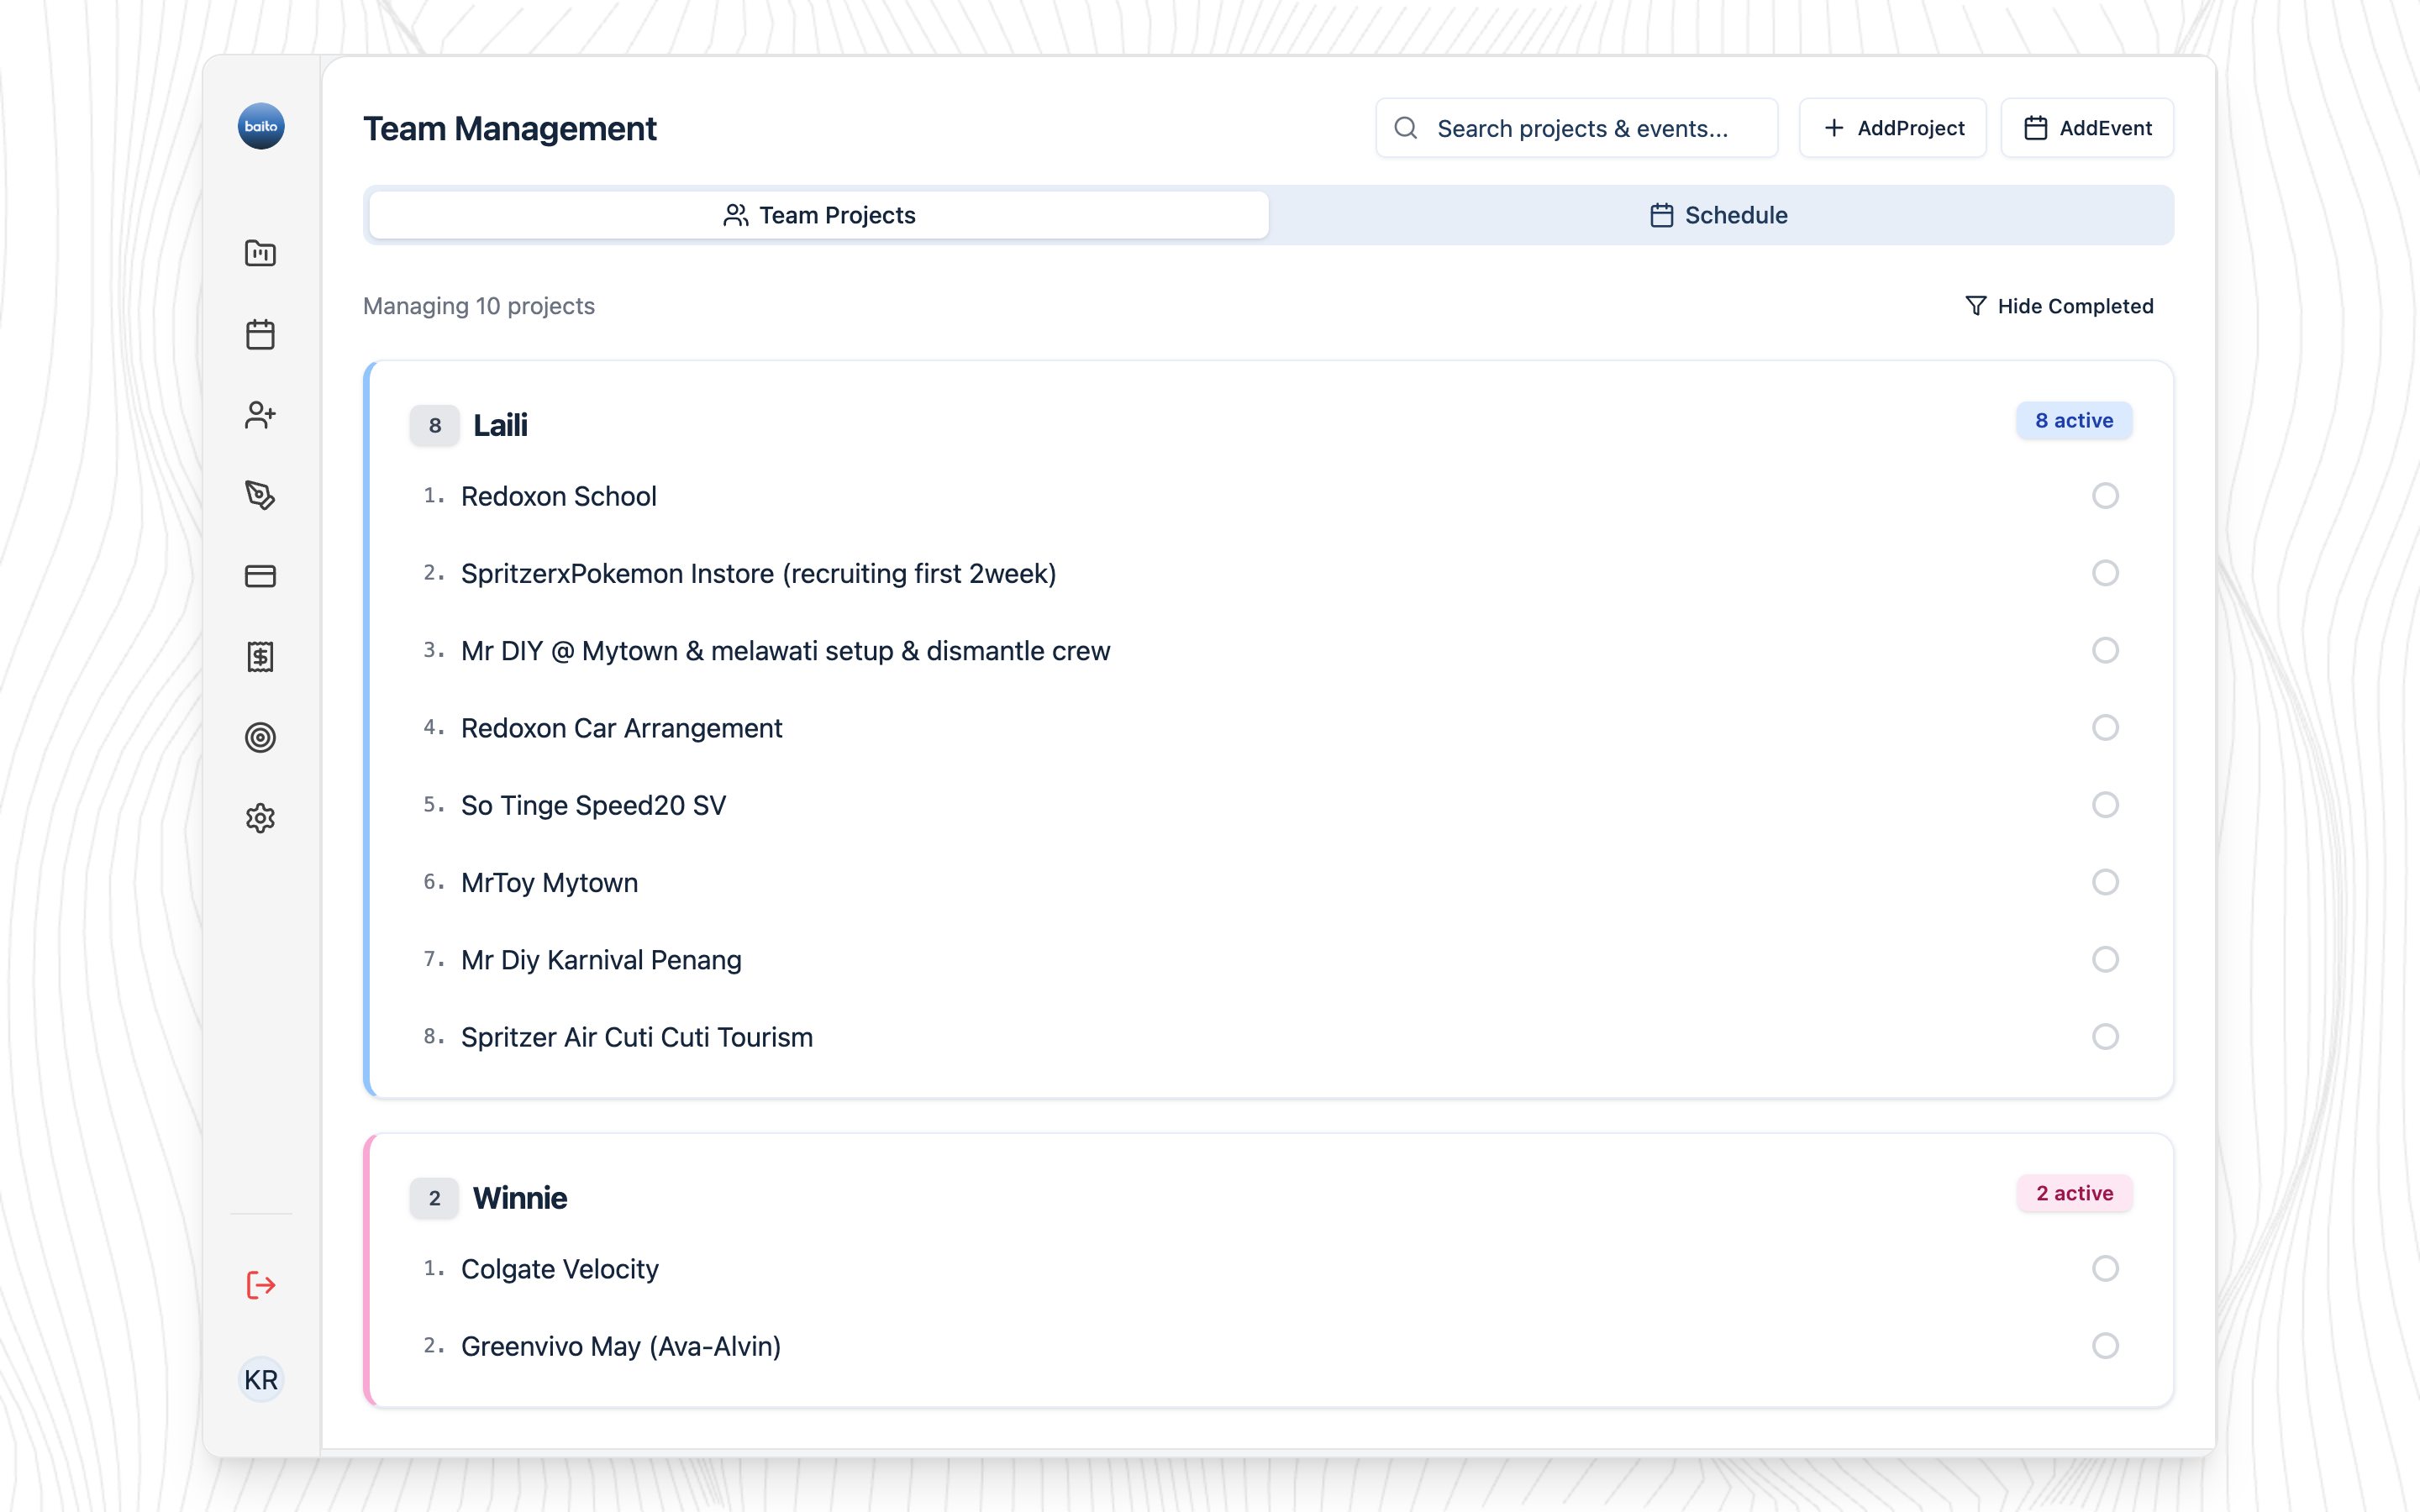 baito
Team Management
Search projects & events...
AddProject
AddEvent
Team Projects
Schedule
Managing 10 projects
Hide Completed
8 Laili
8 active
1. Redoxon School
2. SpritzerxPokemon Instore (recruiting first 2week)
3. Mr DIY @ Mytown & melawati setup & dismantle crew
4. Redoxon Car Arrangement
5. So Tinge Speed20 SV
6. MrToy Mytown
7. Mr Diy Karnival Penang
8. Spritzer Air Cuti Cuti Tourism
2 Winnie
2 active
1. Colgate Velocity
2. Greenvivo May (Ava-Alvin)
KR